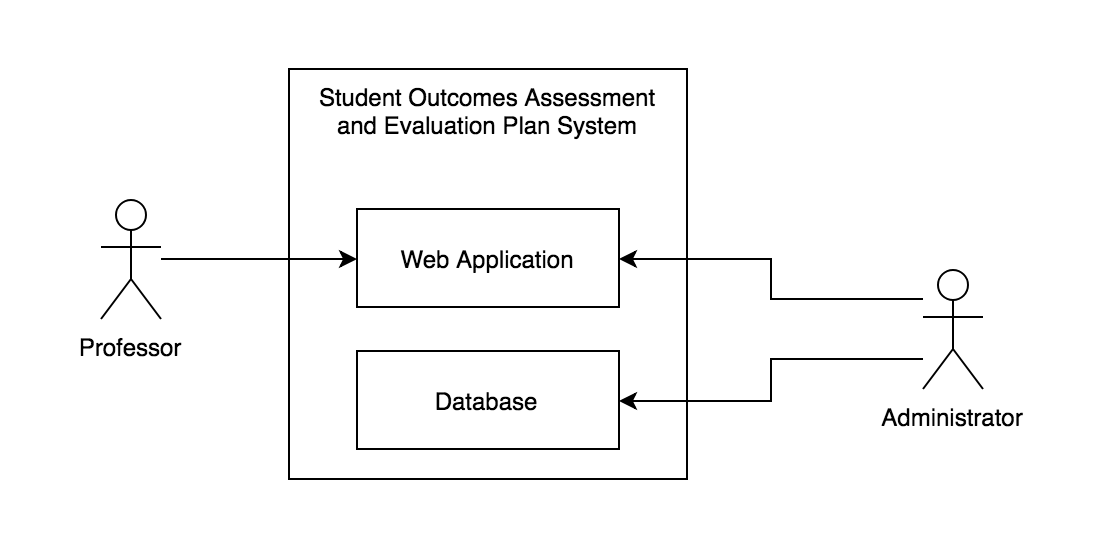 Student Outcomes Assessment
and Evaluation Plan System
Web Application
Professor
Database
Administrator